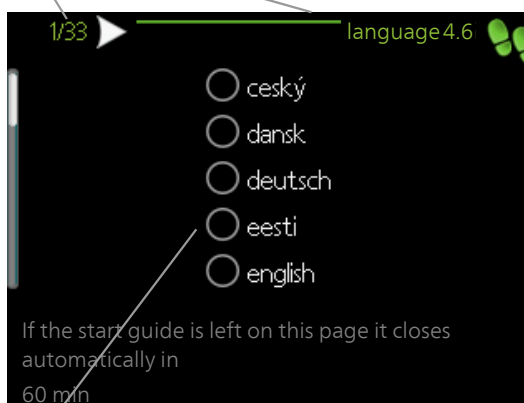 1/33 language 4.6
ceský
dansk
deutsch
eesti
english
If the start guide is left on this page it closes
automatically in
60 min